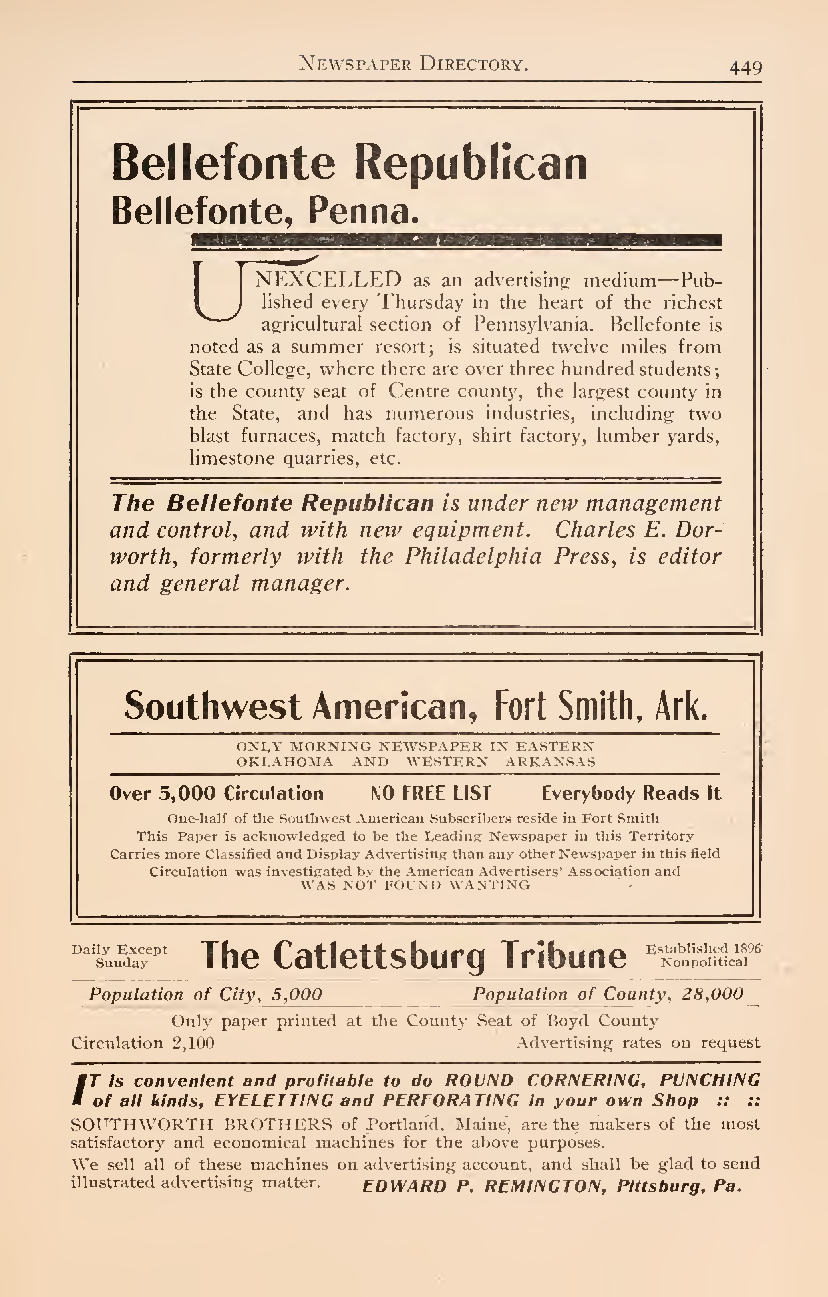 NEWSPAPER DIRECTORY. 449
Bellefonte Republican
Bellefonte, Penna.
UNEXCELLED as an advertising medium—Pub-
lished every Thursday in the heart of the richest
agricultural section of Pennsylvania. Bellefonte is
noted as a summer resort; is situated twelve miles from
State College, where there are over three hundred students;
is the county seat of Centre county, the largest county in
the State, and has numerous industries, including two
blast furnaces, match factory, shirt factory, lumber yards,
limestone quarries, etc.
The Bellefonte Republican is under new management
and control, and with new equipment. Charles E. Dor-
worth, formerly with the Philadelphia Press, is editor
and general manager.
Southwest American, Fort Smith, Ark.
ONLY MORNING NEWSPAPER IN EASTERN
OKLAHOMA AND WESTERN ARKANSAS
Over 5,000 Circulation NO FREE LIST Everybody Reads It
One-half of the Southwest American Subscribers reside in Fort Smith
This Paper is acknowledged to be the Leading Newspaper in this Territory
Carries more Classified and Display Advertising than any other Newspaper in this field
Circulation was investigated by the American Advertisers' Association and
WAS NOT FOUND WANTING
Daily Except
Sunday
The Catlettsburg Tribune
Established 1896
Nonpolitical
Population of City, 5,000 Population of County, 28,000
Only paper printed at the County Seat of Boyd County
Circulation 2,100 Advertising rates on request
IT is convenient and profitable to do ROUND CORNERING, PUNCHING
of all kinds, EYELETTING and PERFORATING in your own Shop :: ::
SOUTHWORTH BROTHERS of Portland, Maine, are the makers of the most
satisfactory and economical machines for the above purposes.
We sell all of these machines on advertising account, and shall be glad to send
illustrated advertising matter. EDWARD P. REMINGTON, Pittsburg, Pa.